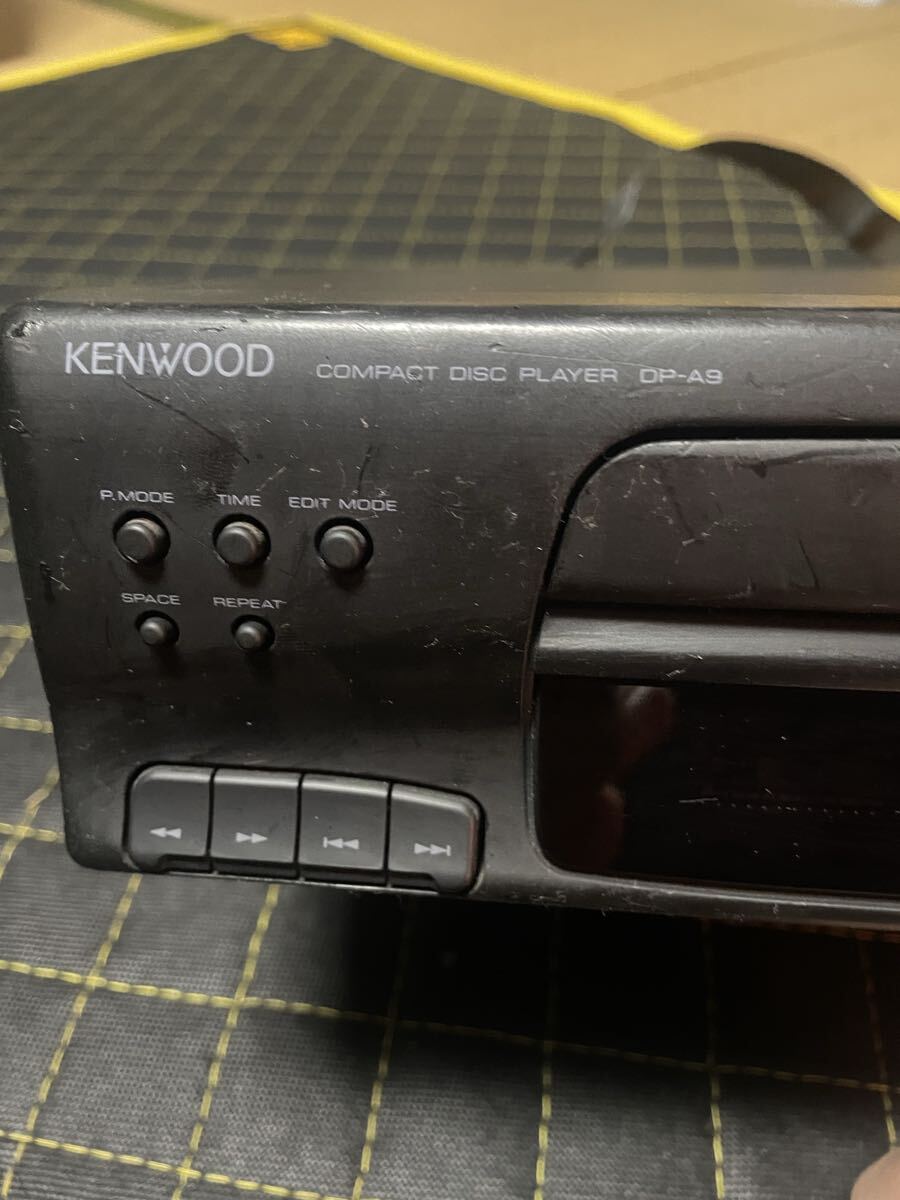 KENWOOD COMPACT DISC PLAYER DP-A9
P.MODE TIME EDIT MODE
SPACE REPEAT